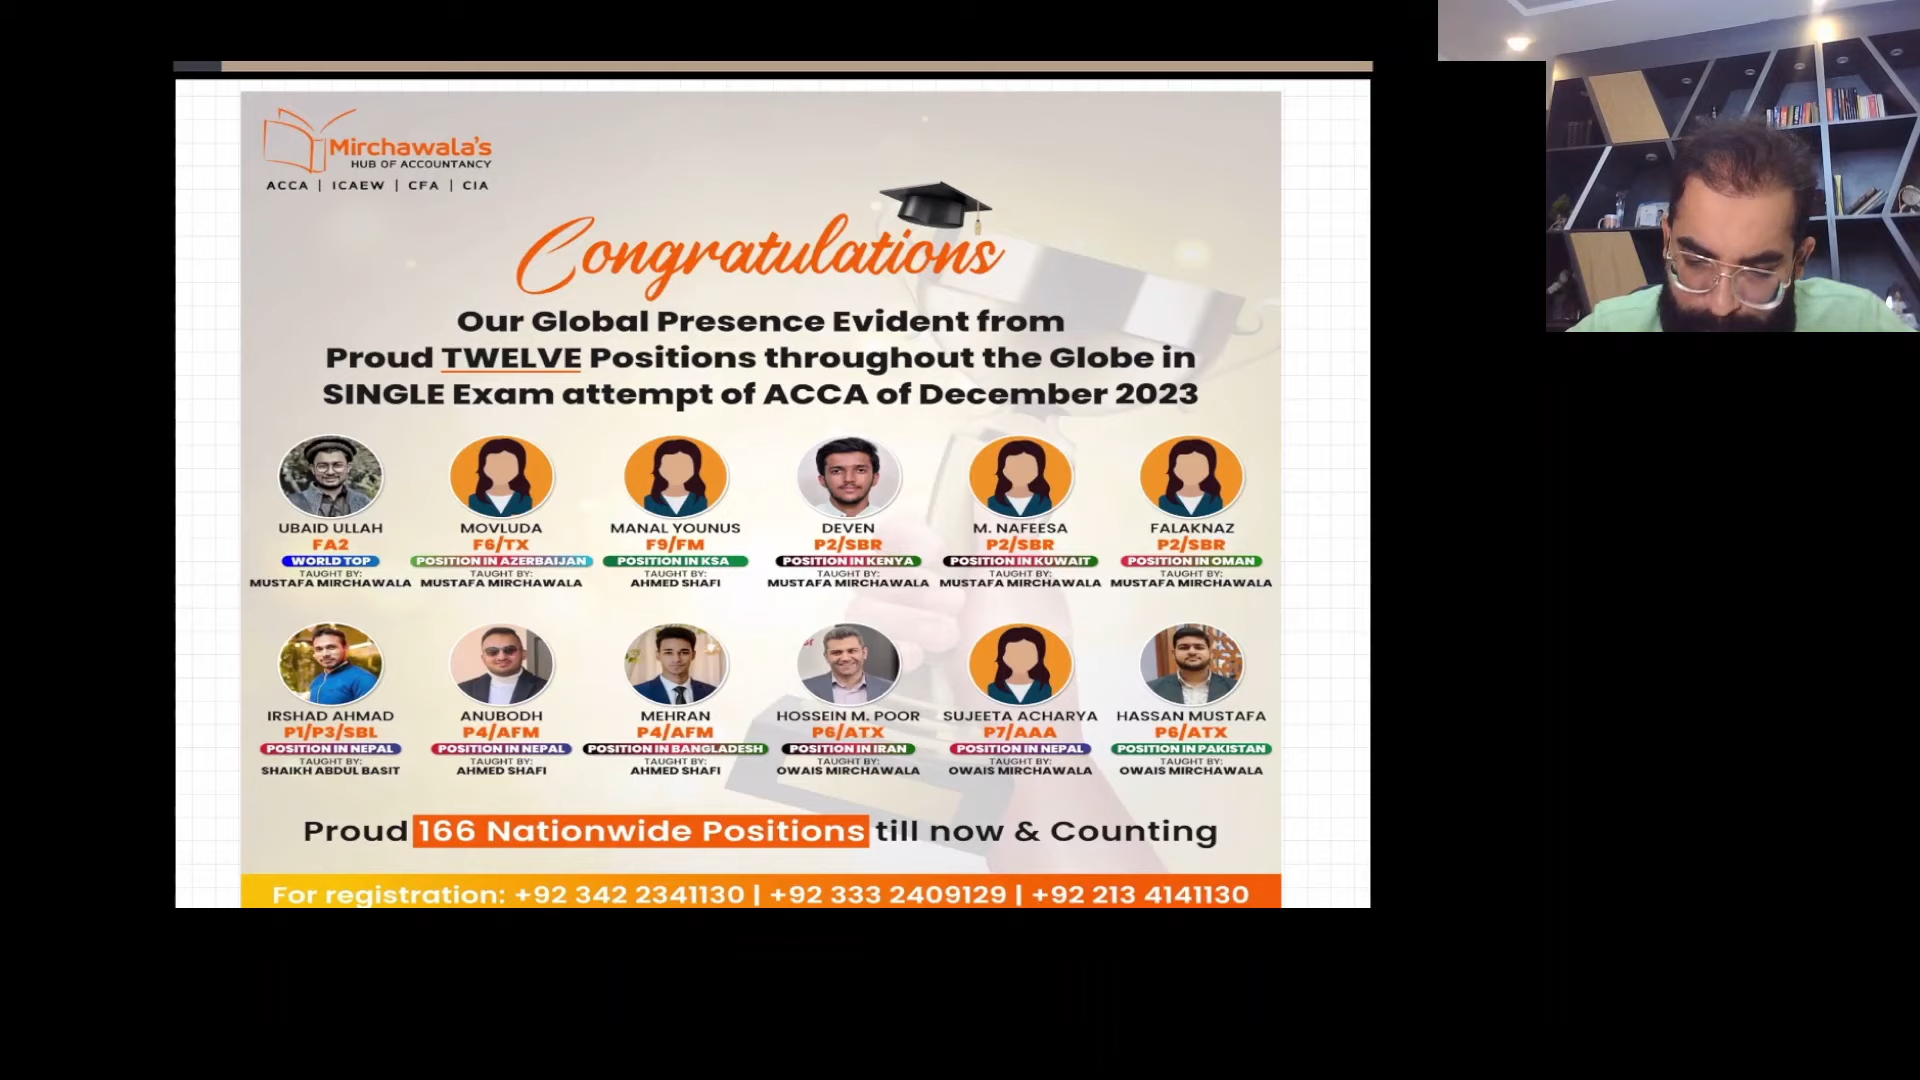 Mirchawala's
HUB OF ACCOUNTANCY
ACCA | ICAEW | CFA | CIA
Congratulations
Our Global Presence Evident from
Proud TWELVE Positions throughout the Globe in
SINGLE Exam attempt of ACCA of December 2023
UBAID ULLAH
FA2
WORLD TOP
TAUGHT BY:
MUSTAFA MIRCHAWALA
MOVLUDA
F6/TX
POSITION IN AZERBAIJAN
TAUGHT BY:
MUSTAFA MIRCHAWALA
MANAL YOUNUS
F9/FM
POSITION IN KSA
TAUGHT BY:
AHMED SHAFI
DEVEN
P2/SBR
POSITION IN KENYA
TAUGHT BY:
MUSTAFA MIRCHAWALA
M. NAFEESA
P2/SBR
POSITION IN KUWAIT
TAUGHT BY:
MUSTAFA MIRCHAWALA
FALAKNAZ
P2/SBR
POSITION IN OMAN
TAUGHT BY:
MUSTAFA MIRCHAWALA
IRSHAD AHMAD
P1/P3/SBL
POSITION IN NEPAL
TAUGHT BY:
SHAIKH ABDUL BASIT
ANUBODH
P4/AFM
POSITION IN NEPAL
TAUGHT BY:
AHMED SHAFI
MEHRAN
P4/AFM
POSITION IN BANGLADESH
TAUGHT BY:
AHMED SHAFI
HOSSEIN M. POOR
P6/ATX
POSITION IN IRAN
TAUGHT BY:
OWAIS MIRCHAWALA
SUJEETA ACHARYA
P7/AAA
POSITION IN NEPAL
TAUGHT BY:
OWAIS MIRCHAWALA
HASSAN MUSTAFA
P6/ATX
POSITION IN PAKISTAN
TAUGHT BY:
OWAIS MIRCHAWALA
Proud 166 Nationwide Positions till now & Counting
For registration: +92 342 2341130 | +92 333 2409129 | +92 213 4141130